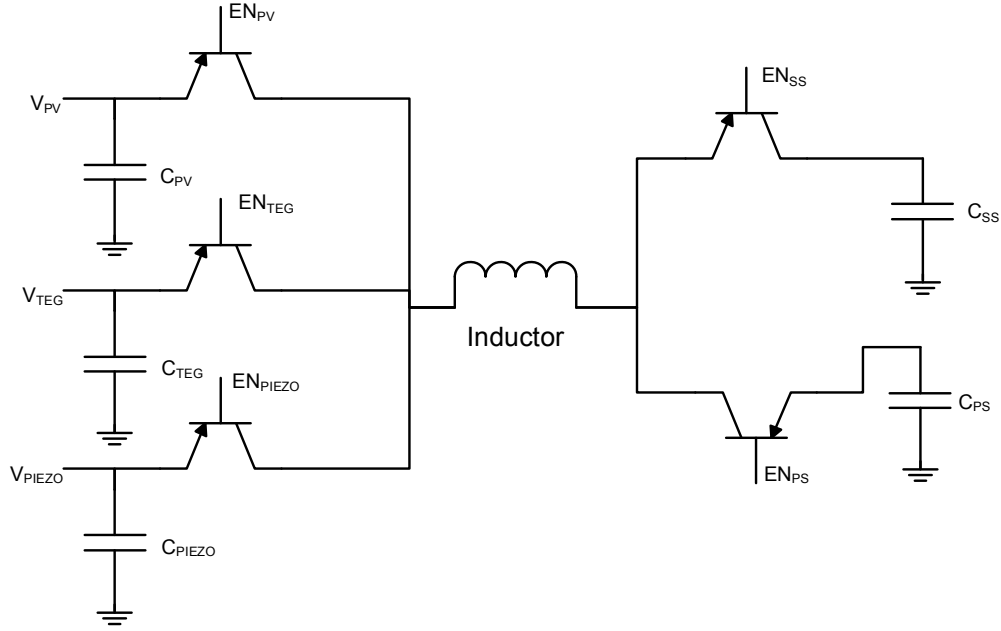 EN_PV
V_PV
C_PV
EN_TEG
V_TEG
C_TEG
EN_PIEZO
V_PIEZO
C_PIEZO
Inductor
EN_SS
C_SS
C_PS
EN_PS